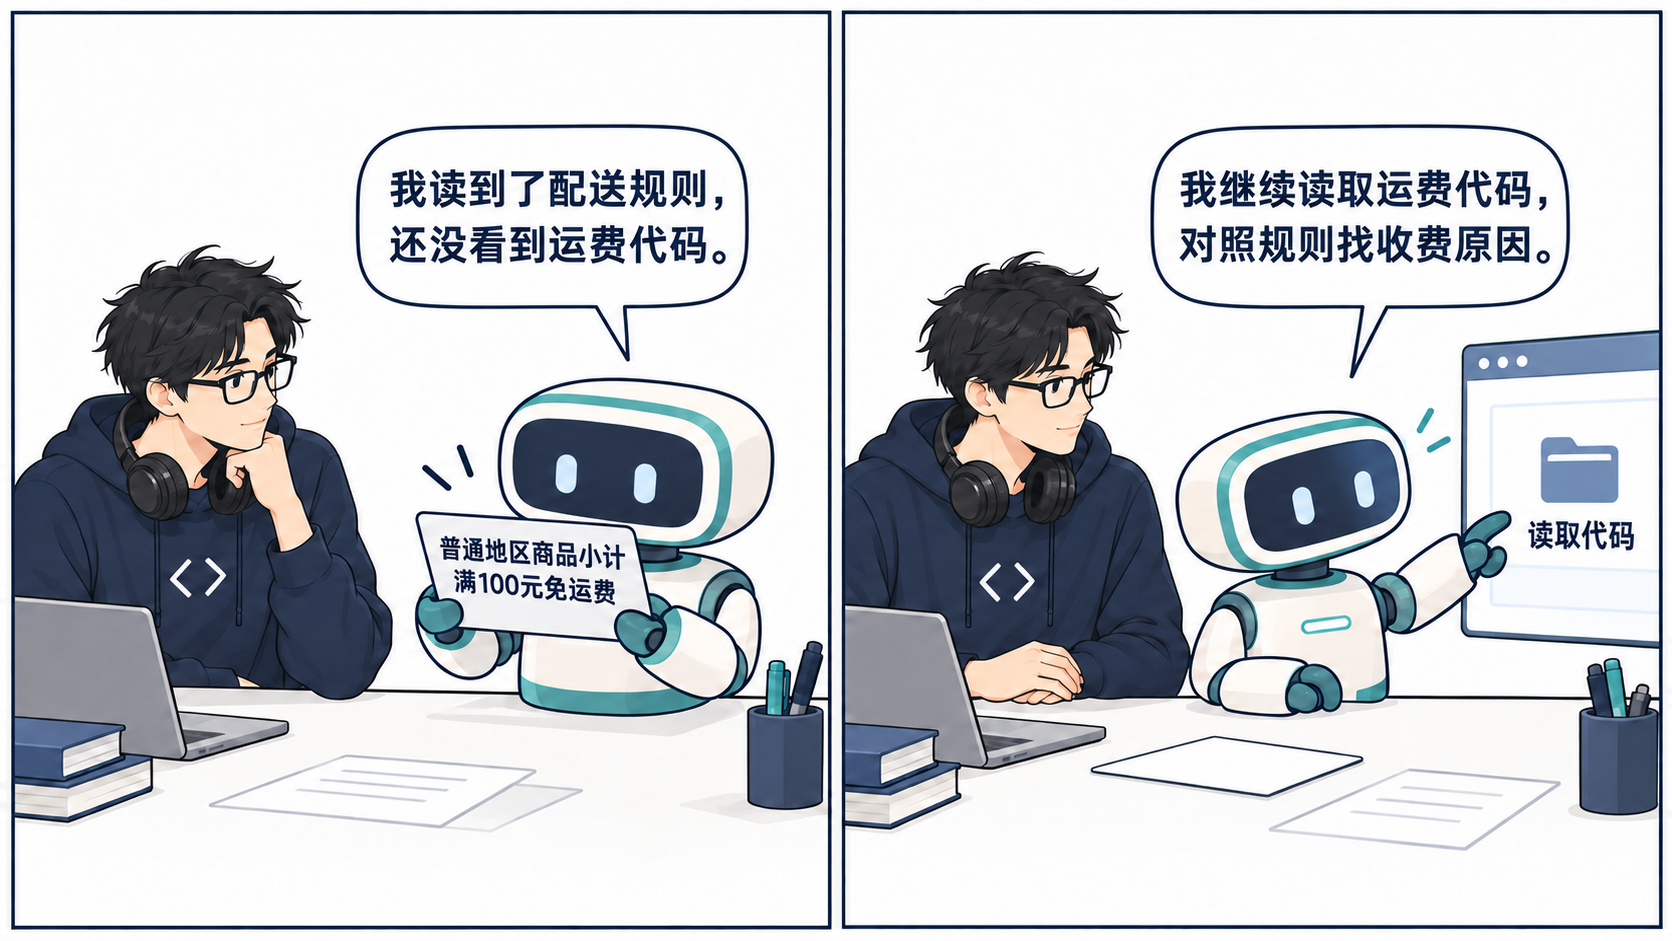 我读到了配送规则，
还没看到运费代码。
普通地区商品小计
满100元免运费
<>
我继续读取运费代码，
对照规则找收费原因。
读取代码
<>